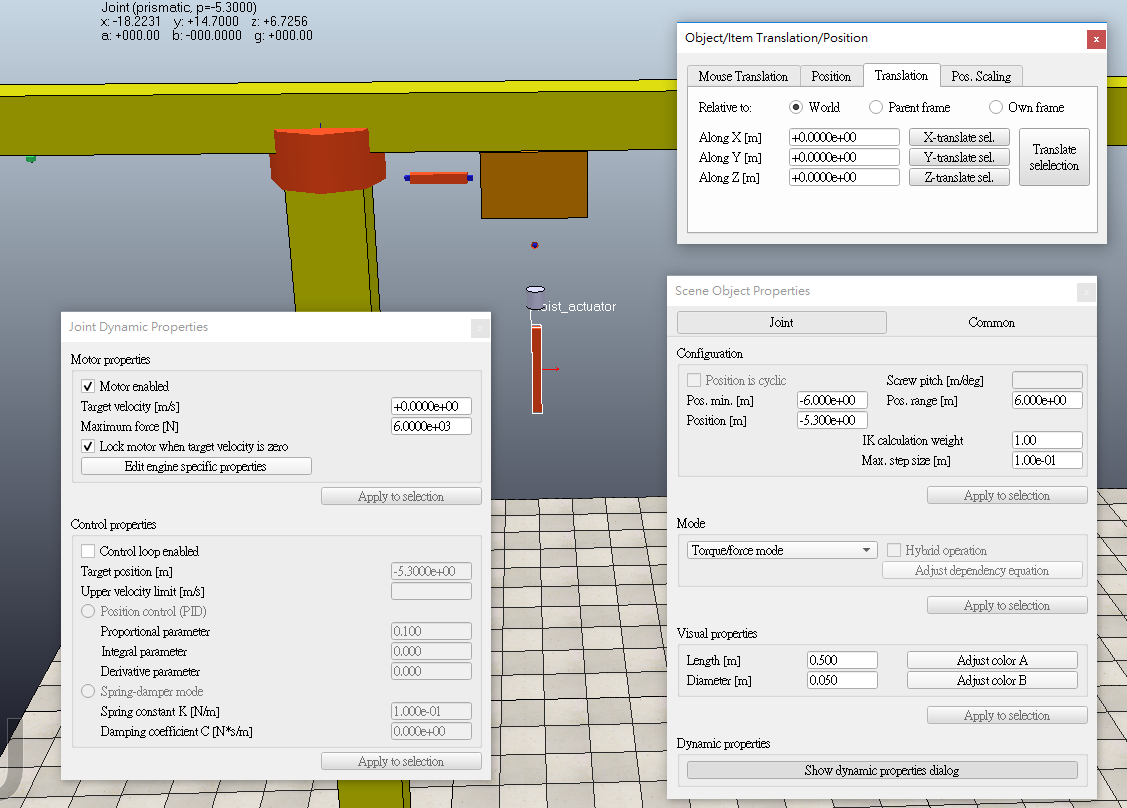 Joint (prismatic, p=-5.3000)
x: -18.2231 y: +14.7000 z: +6.7256
a: +000.00 b: -000.0000 g: +000.00
oist_actuator
Object/Item Translation/Position
x
Mouse Translation Position Translation Pos. Scaling
Relative to: World Parent frame Own frame
Along X [m] +0.0000e+00 X-translate sel.
Along Y [m] +0.0000e+00 Y-translate sel.
Along Z [m] +0.0000e+00 Z-translate sel.
Translate
selelection
Joint Dynamic Properties
x
Motor properties
Motor enabled
Target velocity [m/s] +0.0000e+00
Maximum force [N] 6.0000e+03
Lock motor when target velocity is zero
Edit engine specific properties
Apply to selection
Control properties
Control loop enabled
Target position [m] -5.3000e+00
Upper velocity limit [m/s]
Position control (PID)
Proportional parameter 0.100
Integral parameter 0.000
Derivative parameter 0.000
Spring-damper mode
Spring constant K [N/m] 1.000e-01
Damping coefficient C [N*s/m] 0.000e+00
Apply to selection
Scene Object Properties
x
Joint Common
Configuration
Position is cyclic Screw pitch [m/deg]
Pos. min. [m] -6.000e+00 Pos. range [m] 6.000e+00
Position [m] -5.300e+00
IK calculation weight 1.00
Max. step size [m] 1.00e-01
Apply to selection
Mode
Torque/force mode Hybrid operation
Adjust dependency equation
Apply to selection
Visual properties
Length [m] 0.500 Adjust color A
Diameter [m] 0.050 Adjust color B
Apply to selection
Dynamic properties
Show dynamic properties dialog